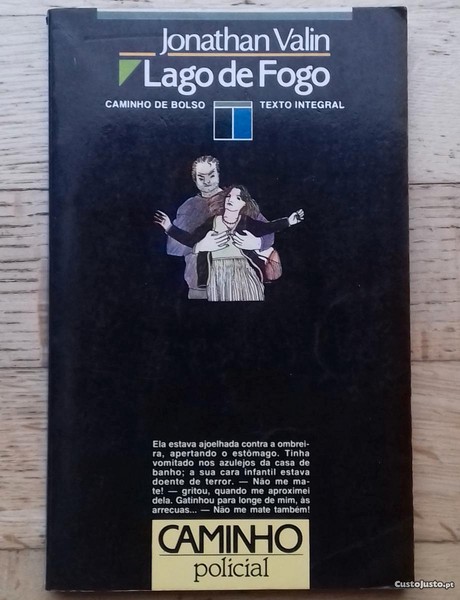 Jonathan Valin
Lago de Fogo
CAMINHO DE BOLSO TEXTO INTEGRAL
Ela estava ajoelhada contra a ombrei-
ra, apertando o estômago. Tinha
vomitado nos azulejos da casa de
banho; a sua cara infantil estava
doente de terror. — Não me ma-
te! — gritou, quando me aproximei
dela. Gatinhou para longe de mim, às
arrecuas... — Não me mate também!
CAMINHO
policial
CustoJusto.pt